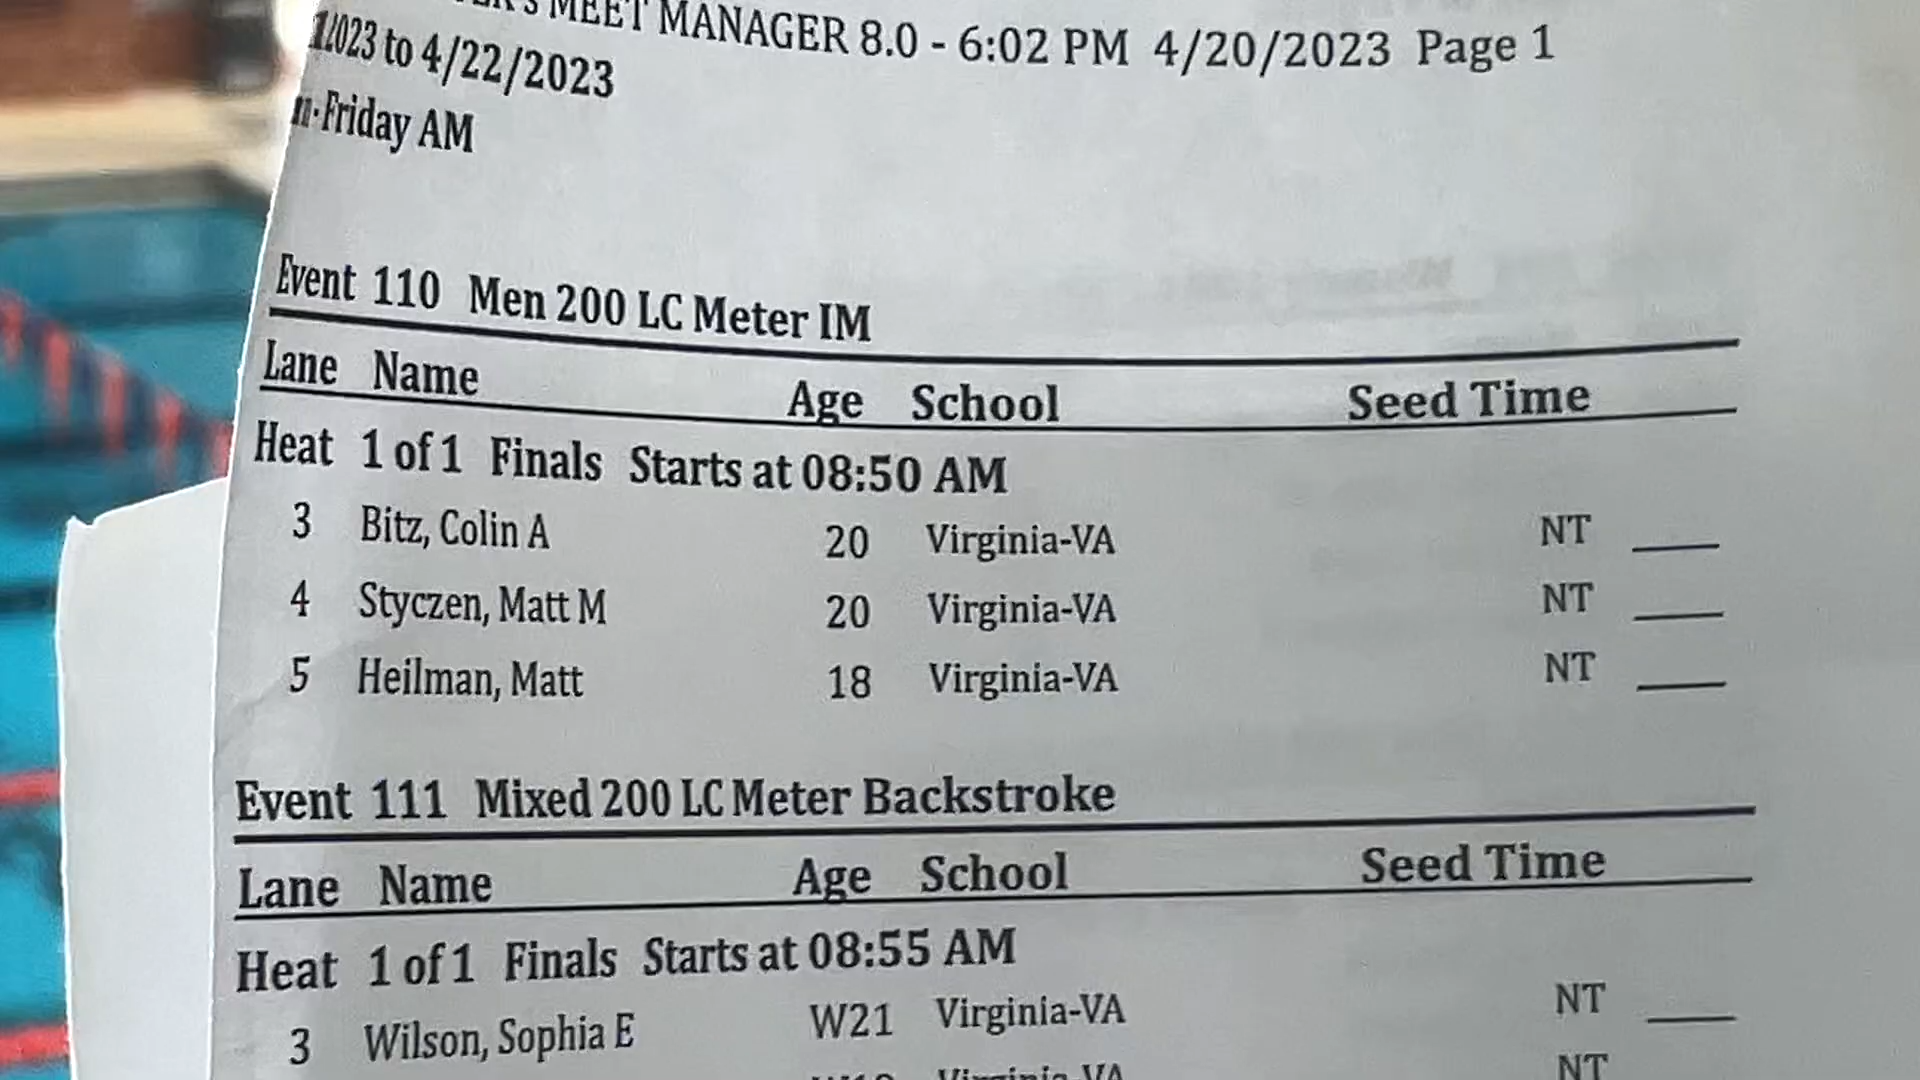 MEET MANAGER 8.0 - 6:02 PM 4/20/2023 Page 1
to 4/22/2023
Friday AM
Event 110 Men 200 LC Meter IM
Lane Name Age School Seed Time
Heat 1 of 1 Finals Starts at 08:50 AM
3 Bitz, Colin A 20 Virginia-VA NT
4 Styczen, Matt M 20 Virginia-VA NT
5 Heilman, Matt 18 Virginia-VA NT
Event 111 Mixed 200 LC Meter Backstroke
Lane Name Age School Seed Time
Heat 1 of 1 Finals Starts at 08:55 AM
3 Wilson, Sophia E W21 Virginia-VA NT
Virginia-VA NT